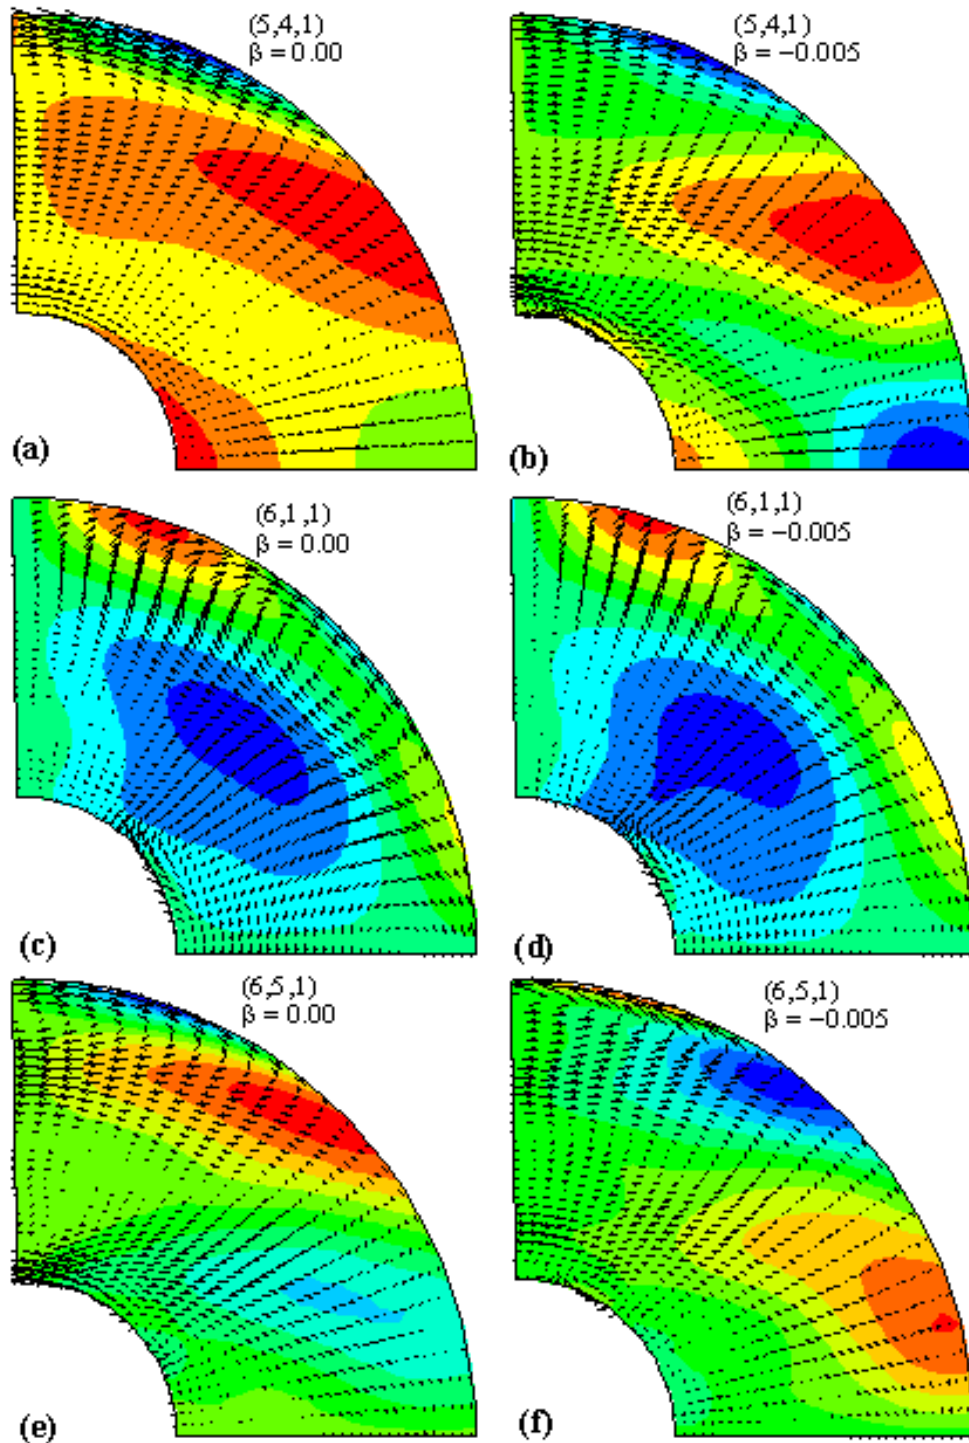 (5,4,1)
β = 0.00
(a)
(5,4,1)
β = −0.005
(b)
(6,1,1)
β = 0.00
(c)
(6,1,1)
β = −0.005
(d)
(6,5,1)
β = 0.00
(e)
(6,5,1)
β = −0.005
(f)